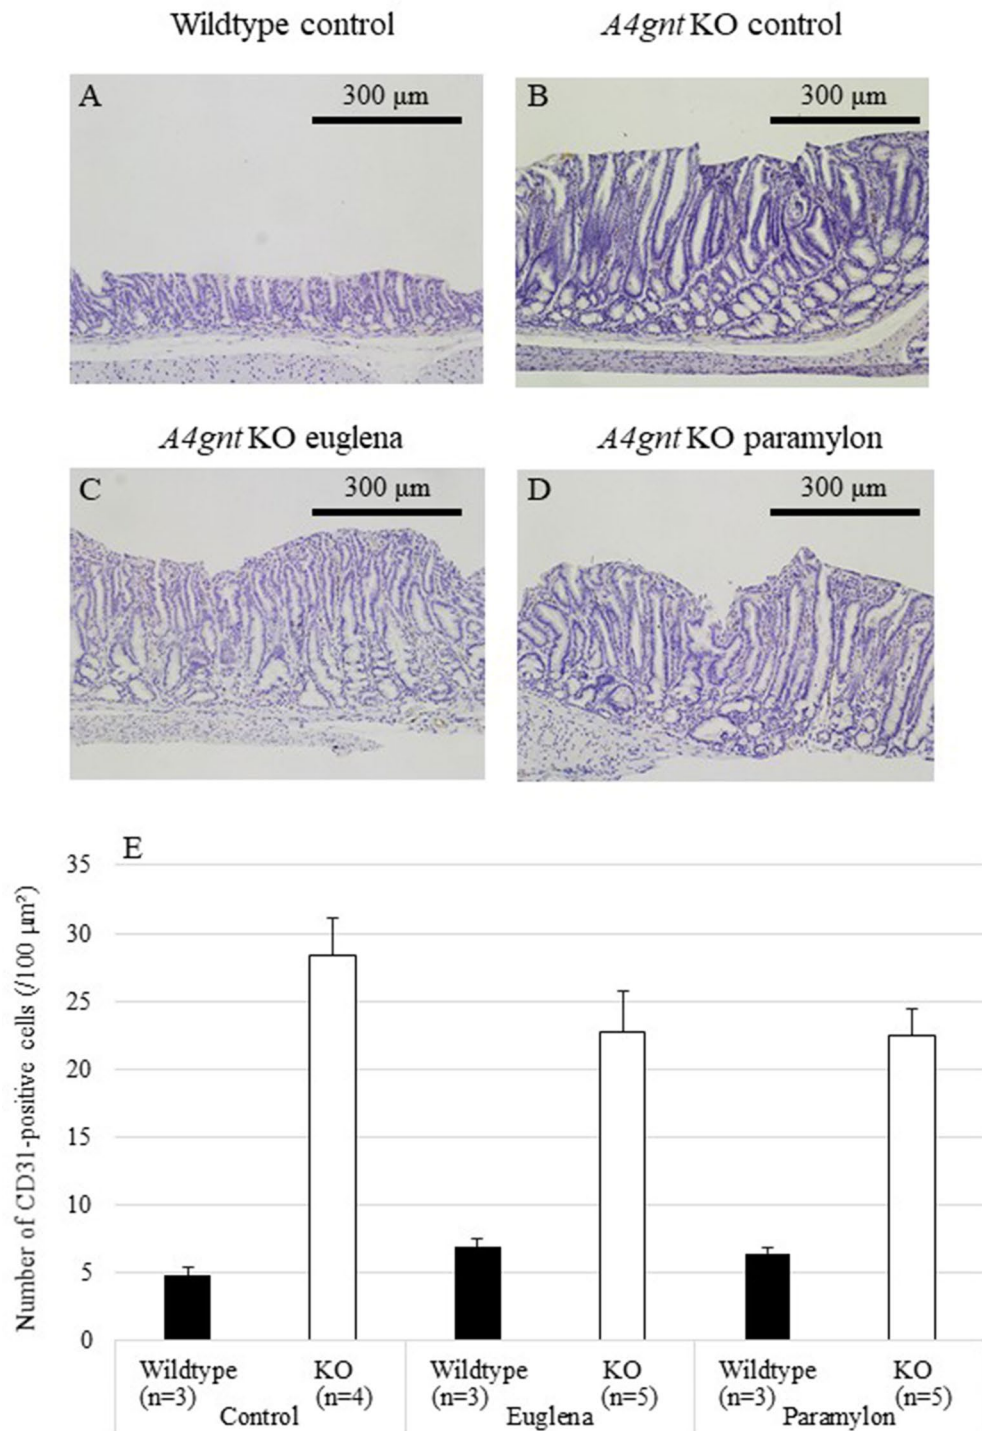 Wildtype control
A4gnt KO control
A
300 µm
B
300 µm
A4gnt KO euglena
A4gnt KO paramylon
C
300 µm
D
300 µm
E
Number of CD31-positive cells (/100 µm²)
35
30
25
20
15
10
5
0
Wildtype
(n=3)
KO
(n=4)
Wildtype
(n=3)
KO
(n=5)
Wildtype
(n=3)
KO
(n=5)
Control
Euglena
Paramylon